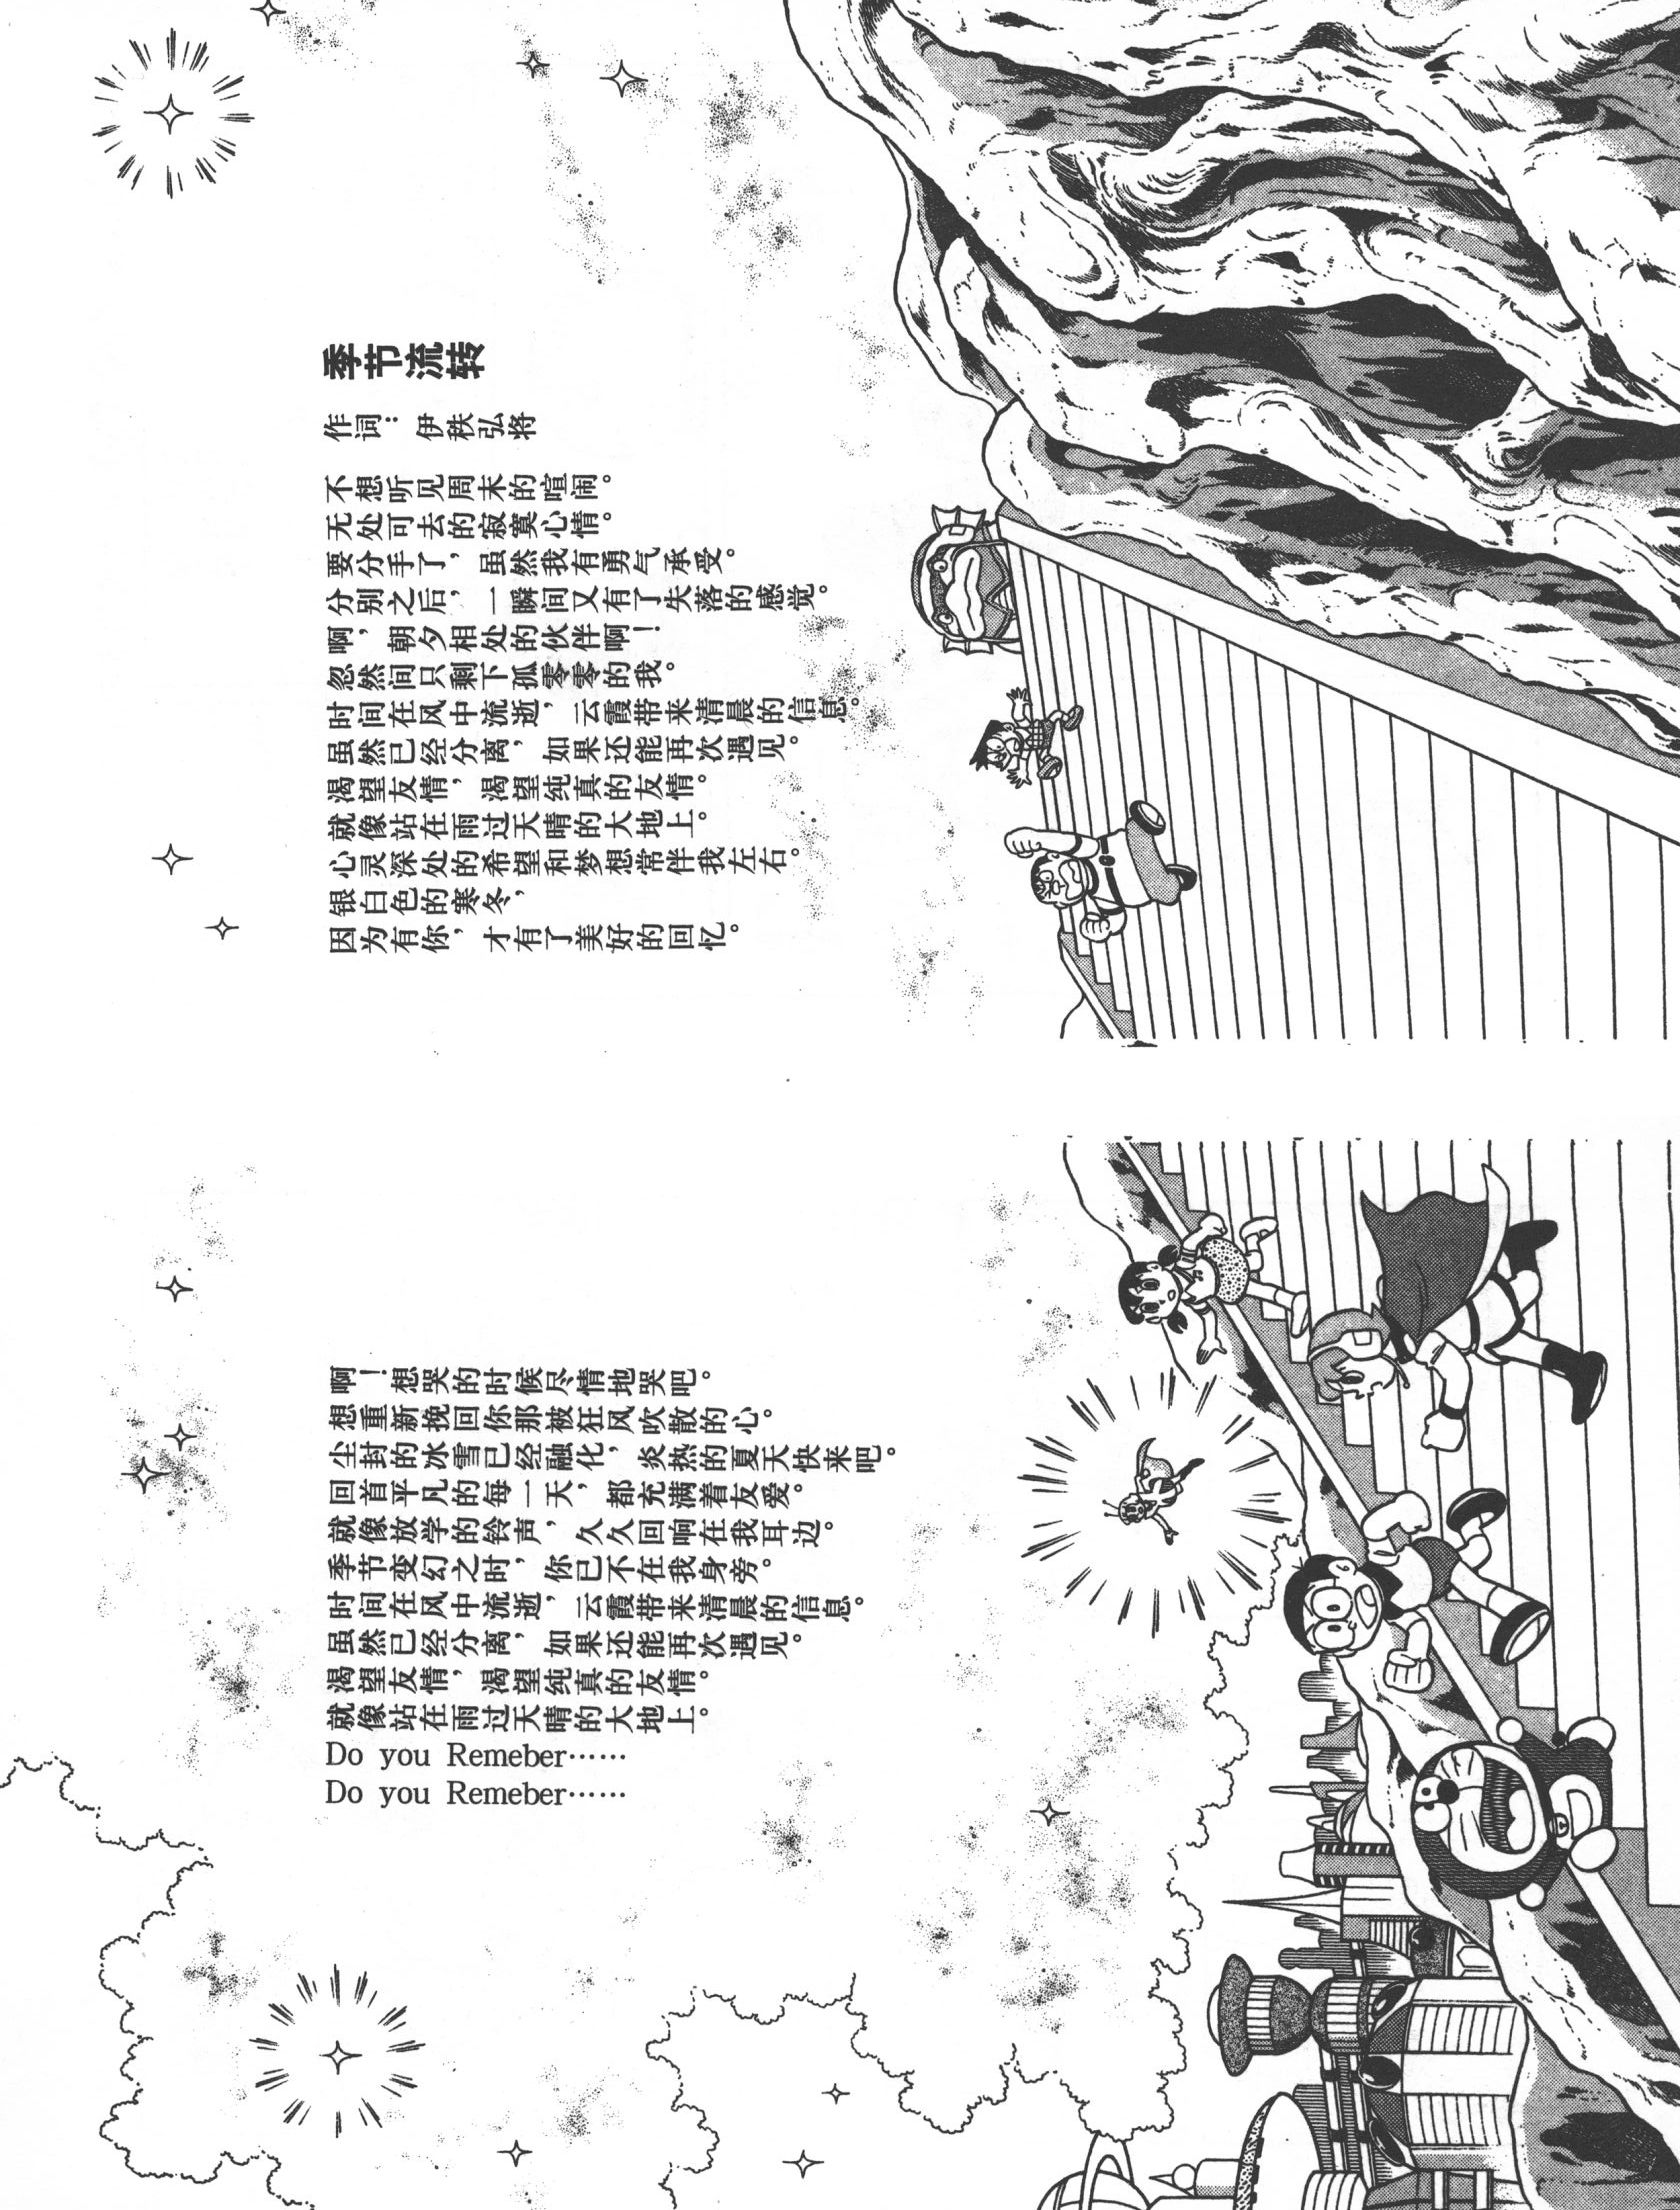 季节流转
作词：伊秩弘将
不想听见周末的喧闹。
无处可去的寂寞心情。
要分手了，虽然我有勇气承受。
分别之后，一瞬间又有了失落的感觉。
啊，朝夕相处的伙伴啊！
忽然间只剩下孤零零的我。
时间在风中流逝，云霞带来清晨的信息。
虽然已经分离，如果还能再次遇见。
渴望友情，渴望纯真的友情。
就像站在雨过天晴的大地上。
心灵深处的希望和梦想常伴我左右。
银白色的寒冬，
因为有你，才有了美好的回忆。
啊！想哭的时候尽情地哭吧。
想重新挽回你那被狂风吹散的心。
尘封的冰雪已经融化，炎热的夏天快来吧。
回首平凡的每一天，都充满着友爱。
就像放学的铃声，久久回响在我耳边。
季节变幻之时，你已不在我身旁。
时间在风中流逝，云霞带来清晨的信息。
虽然已经分离，如果还能再次遇见。
渴望友情，渴望纯真的友情。
就像站在雨过天晴的大地上。
Do you Remeber……
Do you Remeber……